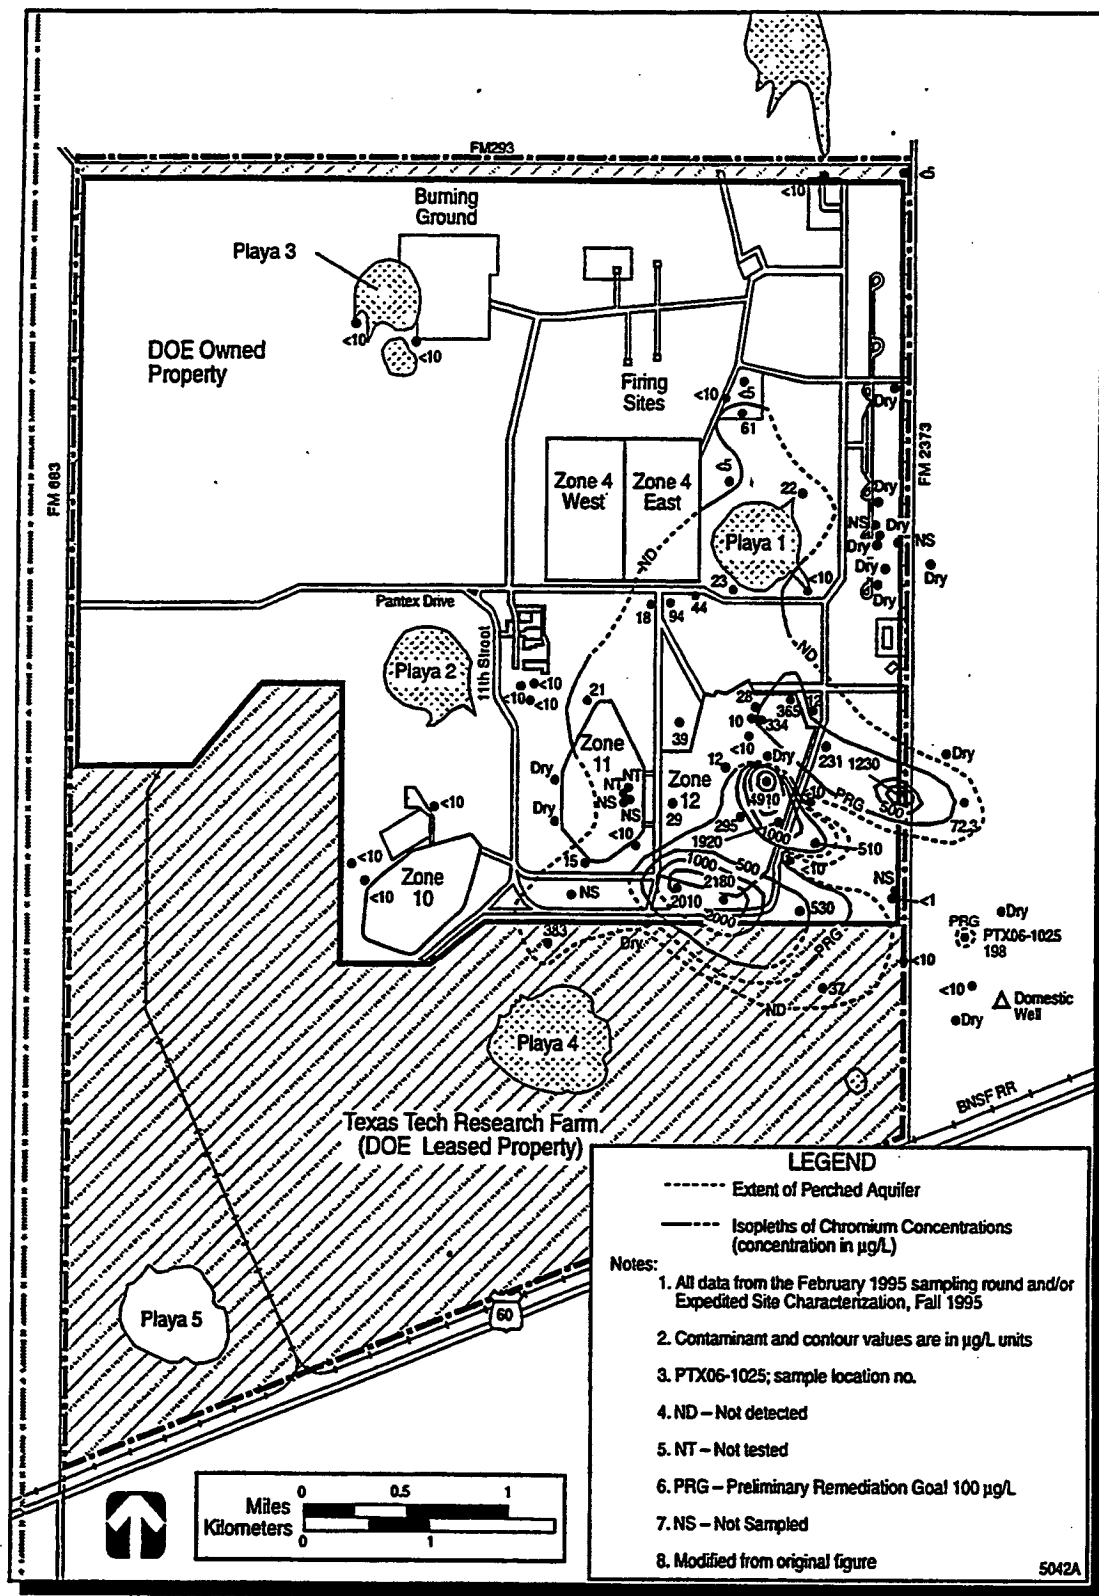 FM293
<5
<10
Burning
Ground
Playa 3
<10
<10
DOE Owned
Property
Firing
Sites
<10
<5
61
Dry
FM 2373
FM 683
Zone 4
West
Zone 4
East
<5
22
Dry
NS
Dry
NS
Dry
Playa 1
ND
Dry
Dry
<10
23
Dry
Pantex Drive
18
94
44
11th Street
ND
Playa 2
<10
<10
<10
21
28
365
12
10
334
39
<10
Zone
11
Dry
231
1230
Dry
Dry
12
NT
NT
Zone
12
4910
<10
PRG
500
NS
NS
29
72.3
Dry
295
1000
<10
<10
1920
510
15
1000
500
<10
<10
<10
Zone
10
NS
2180
2010
NS
<1
2000
530
Dry
PRG
PTX06-1025
198
383
Dry
PRG
<10
37
<10
ND
Domestic
Well
Dry
Playa 4
BNSF RR
Texas Tech Research Farm
(DOE Leased Property)
Playa 5
60
LEGEND
Extent of Perched Aquifer
Isopleths of Chromium Concentrations
(concentration in µg/L)
Notes:
1. All data from the February 1995 sampling round and/or
Expedited Site Characterization, Fall 1995
2. Contaminant and contour values are in µg/L units
3. PTX06-1025; sample location no.
4. ND – Not detected
5. NT – Not tested
6. PRG – Preliminary Remediation Goal 100 µg/L
7. NS – Not Sampled
8. Modified from original figure
5042A
0 0.5 1
Miles
Kilometers
0 1